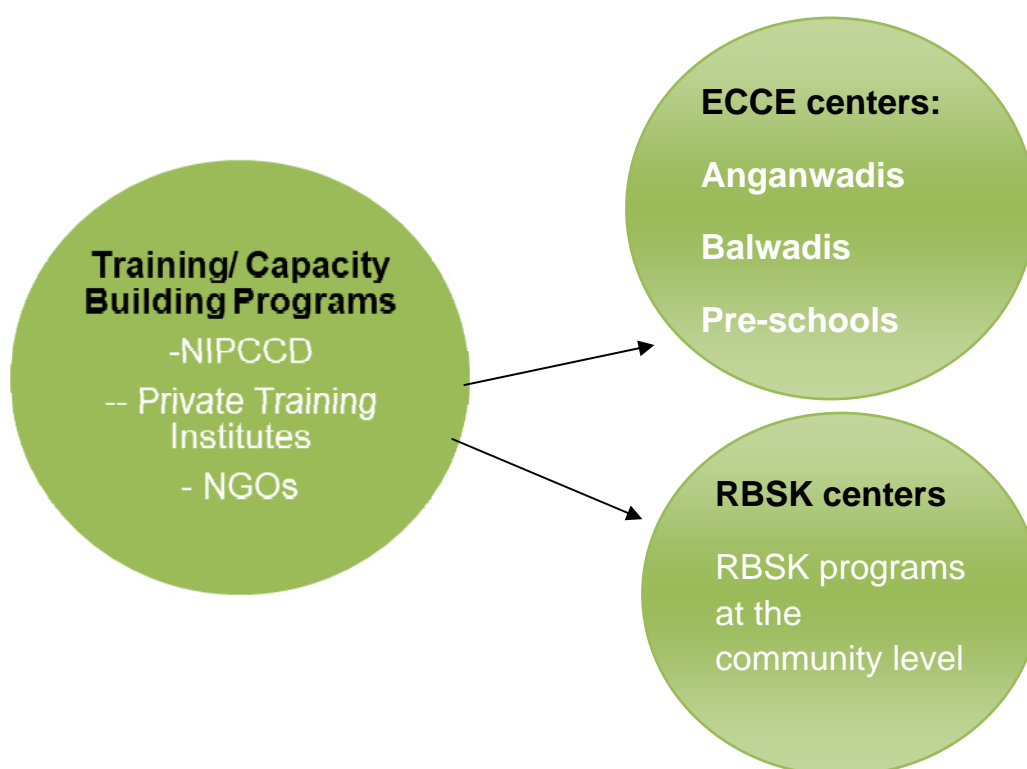 Training/ Capacity
Building Programs
-NIPCCD
-- Private Training
Institutes
- NGOs
ECCE centers:
Anganwadis
Balwadis
Pre-schools
RBSK centers
RBSK programs
at the
community level